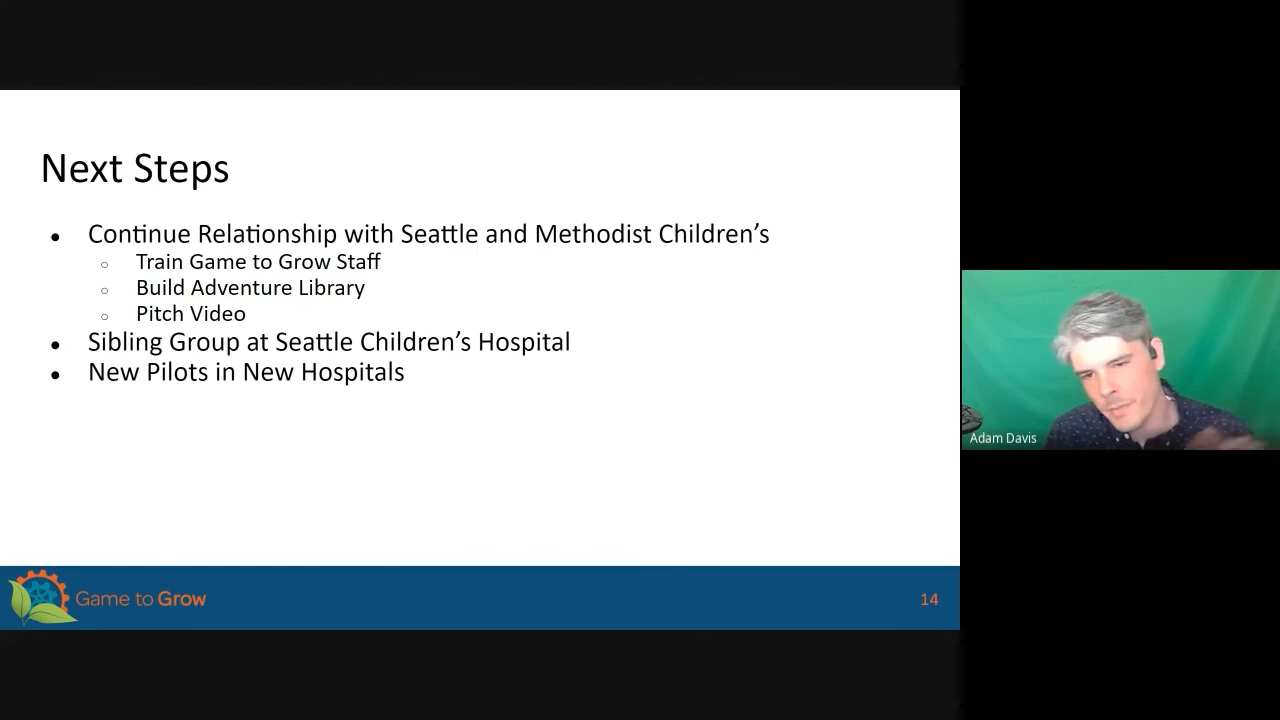 Next Steps
● Continue Relationship with Seattle and Methodist Children’s
○ Train Game to Grow Staff
○ Build Adventure Library
○ Pitch Video
● Sibling Group at Seattle Children’s Hospital
● New Pilots in New Hospitals
Adam Davis
Game to Grow
14